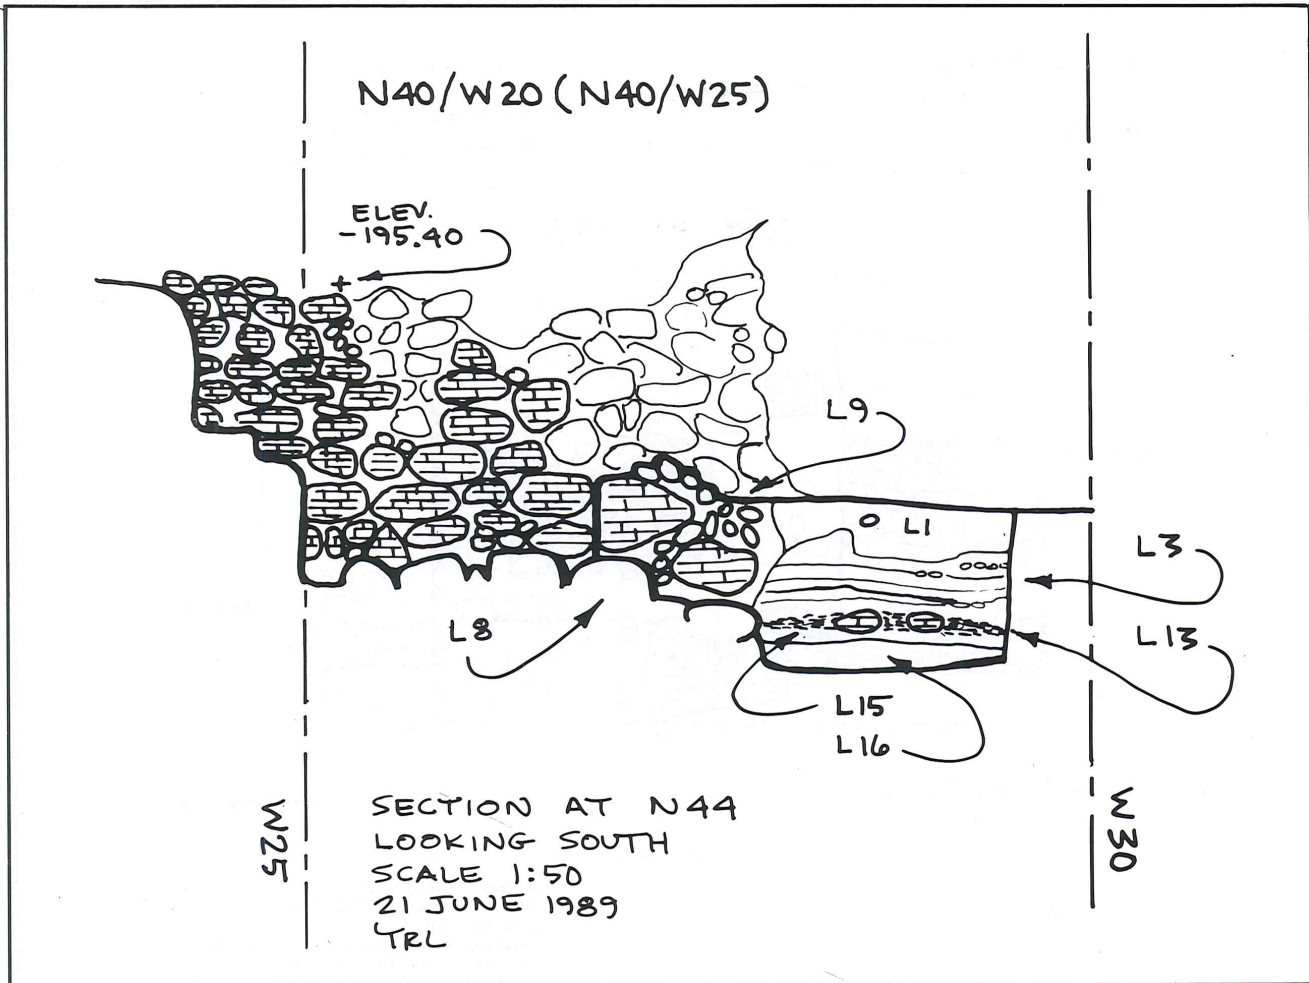 N40/W20 (N40/W25)
ELEV.
-195.40
L9
L1
L3
L13
L8
L15
L16
W25
W30
SECTION AT N44
LOOKING SOUTH
SCALE 1:50
21 JUNE 1989
TRL